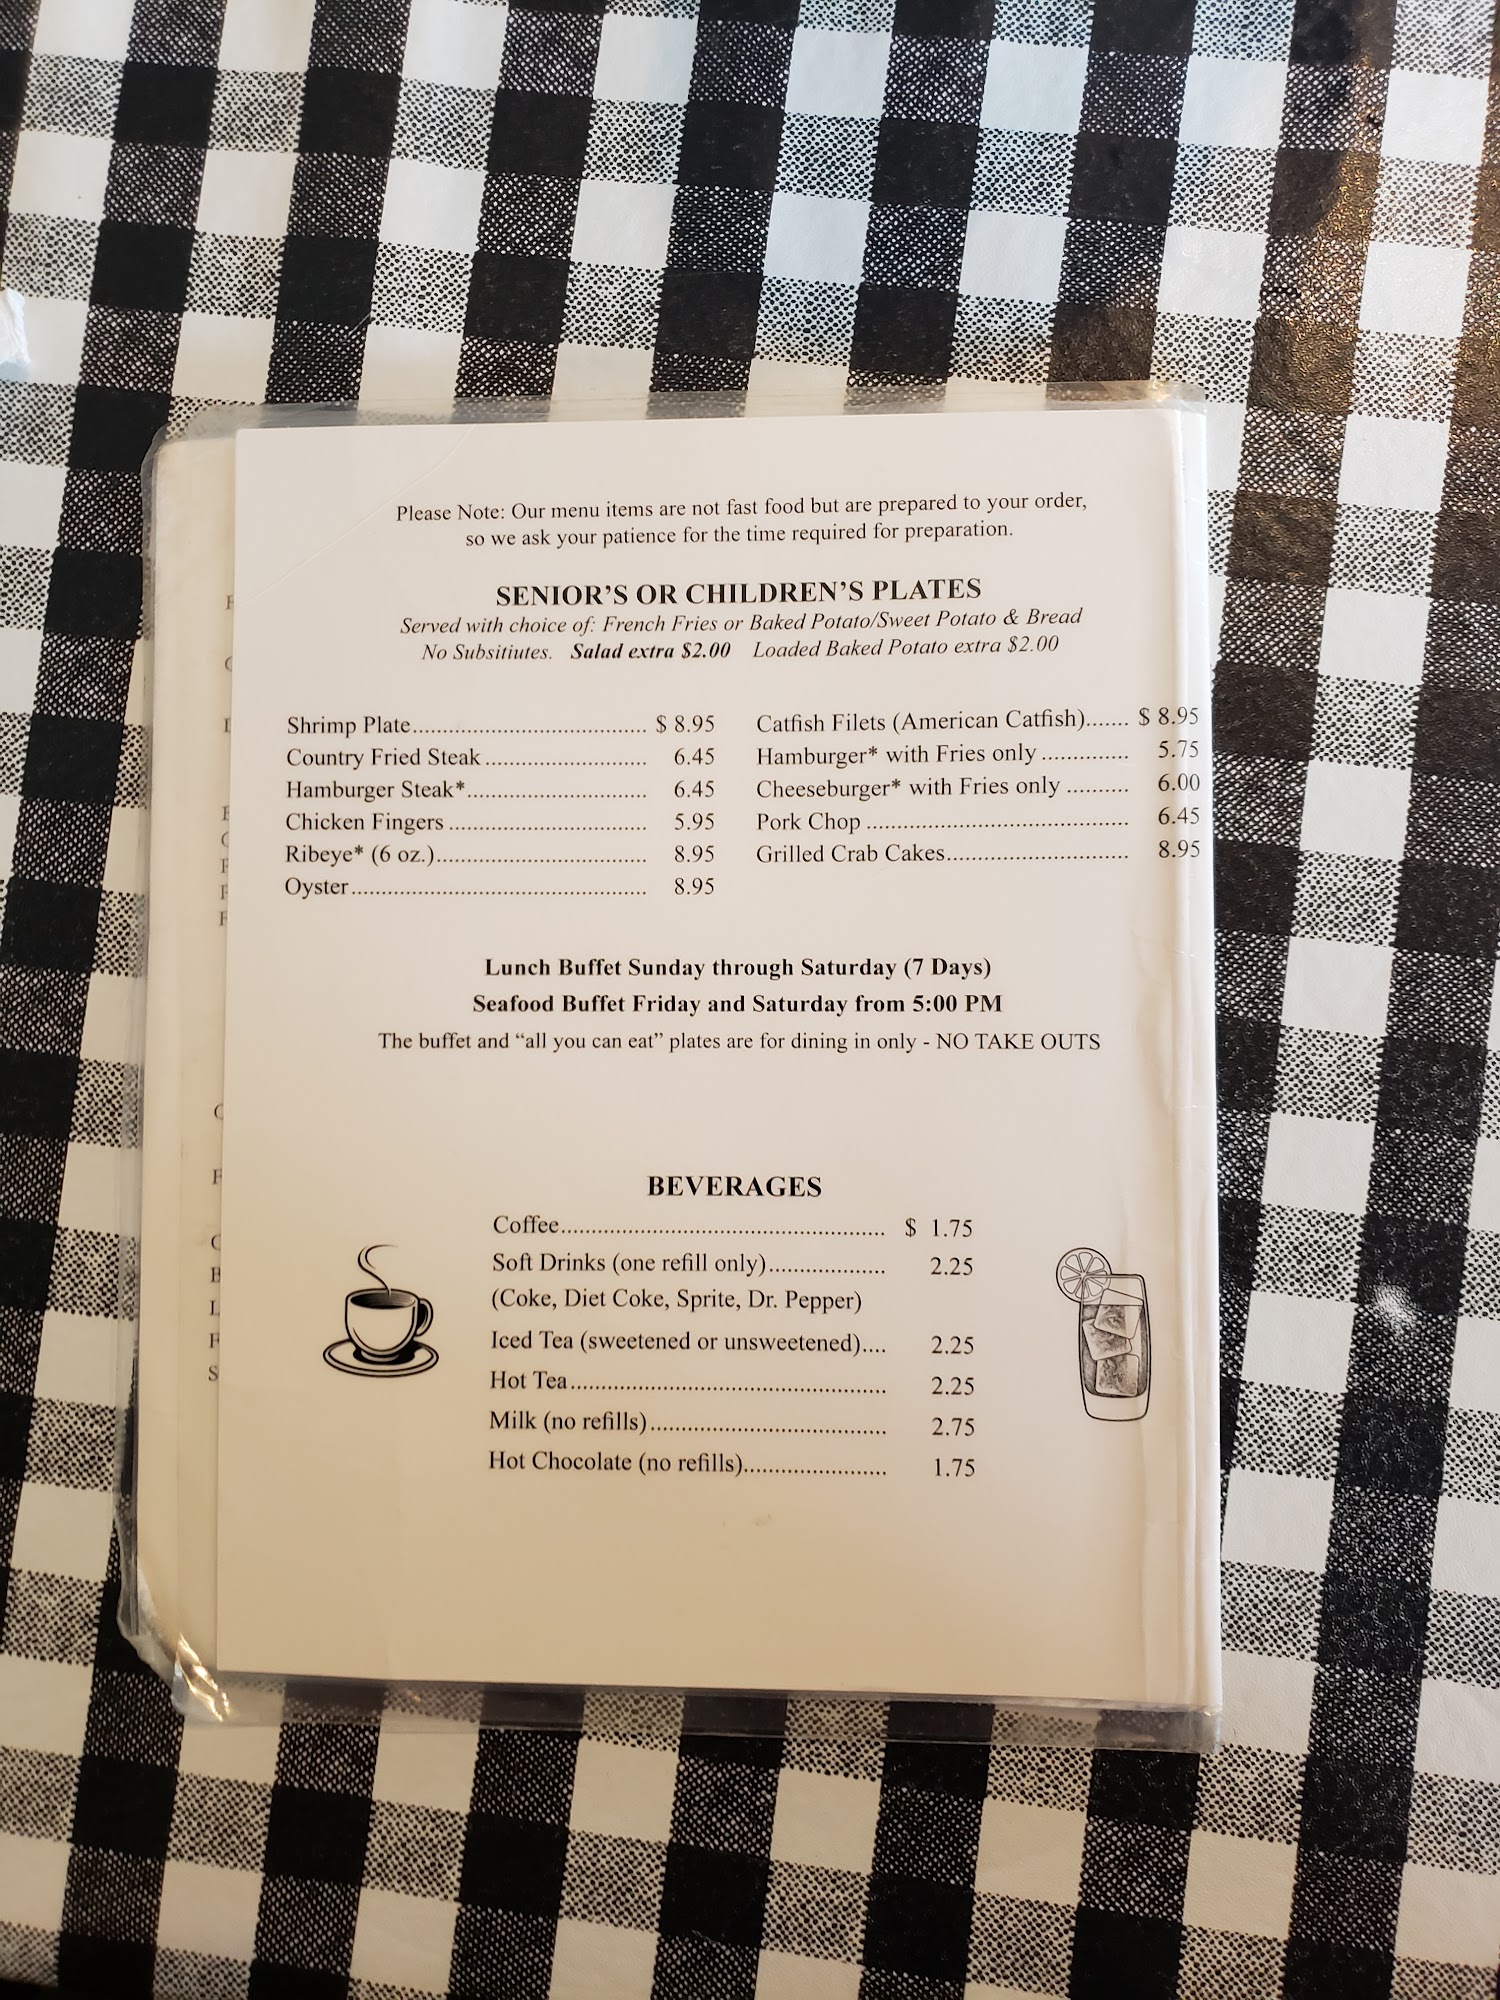 Please Note: Our menu items are not fast food but are prepared to your order,
so we ask your patience for the time required for preparation.
SENIOR'S OR CHILDREN'S PLATES
Served with choice of: French Fries or Baked Potato/Sweet Potato & Bread
No Subsitiutes. Salad extra $2.00 Loaded Baked Potato extra $2.00
Shrimp Plate.......... $ 8.95
Country Fried Steak.......... 6.45
Hamburger Steak*.......... 6.45
Chicken Fingers.......... 5.95
Ribeye* (6 oz.).......... 8.95
Oyster.......... 8.95
Catfish Filets (American Catfish)....... $ 8.95
Hamburger* with Fries only.......... 5.75
Cheeseburger* with Fries only.......... 6.00
Pork Chop.......... 6.45
Grilled Crab Cakes.......... 8.95
Lunch Buffet Sunday through Saturday (7 Days)
Seafood Buffet Friday and Saturday from 5:00 PM
The buffet and “all you can eat” plates are for dining in only - NO TAKE OUTS
BEVERAGES
Coffee.......... $ 1.75
Soft Drinks (one refill only).......... 2.25
(Coke, Diet Coke, Sprite, Dr. Pepper)
Iced Tea (sweetened or unsweetened).... 2.25
Hot Tea.......... 2.25
Milk (no refills).......... 2.75
Hot Chocolate (no refills).......... 1.75